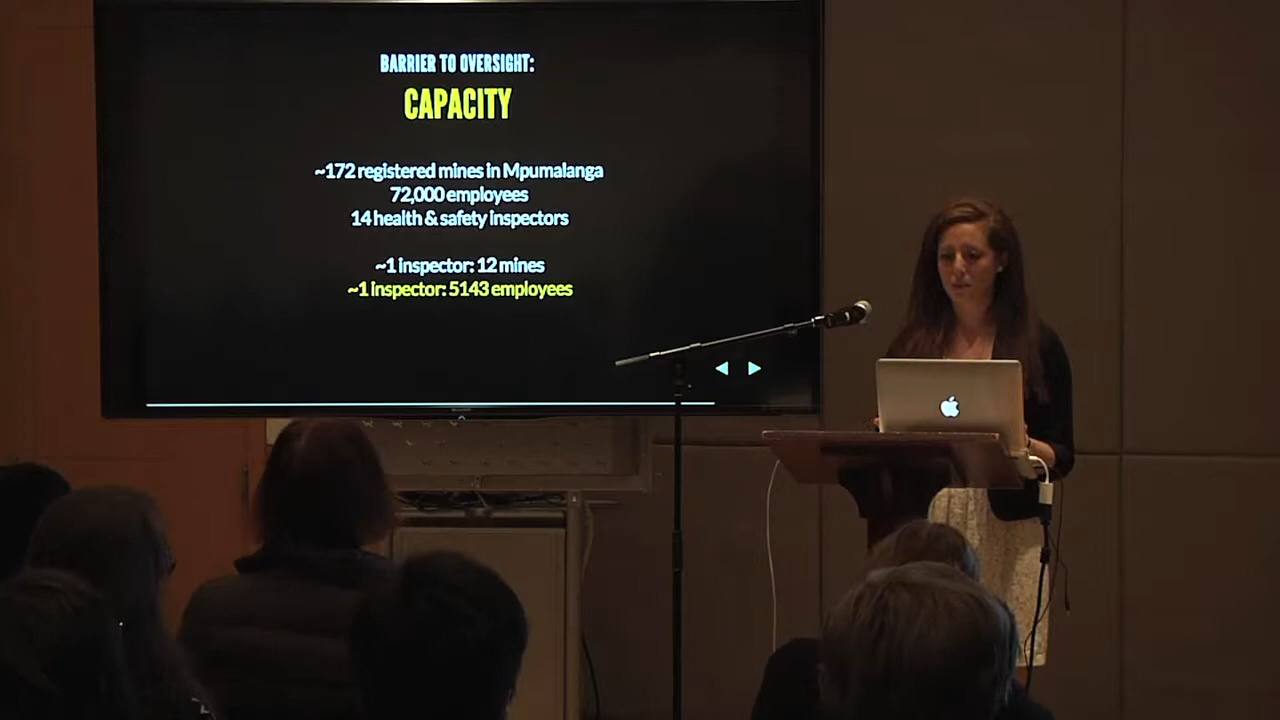 BARRIER TO OVERSIGHT:
CAPACITY
~172 registered mines in Mpumalanga
72,000 employees
14 health & safety inspectors
~1 inspector: 12 mines
~1 inspector: 5143 employees